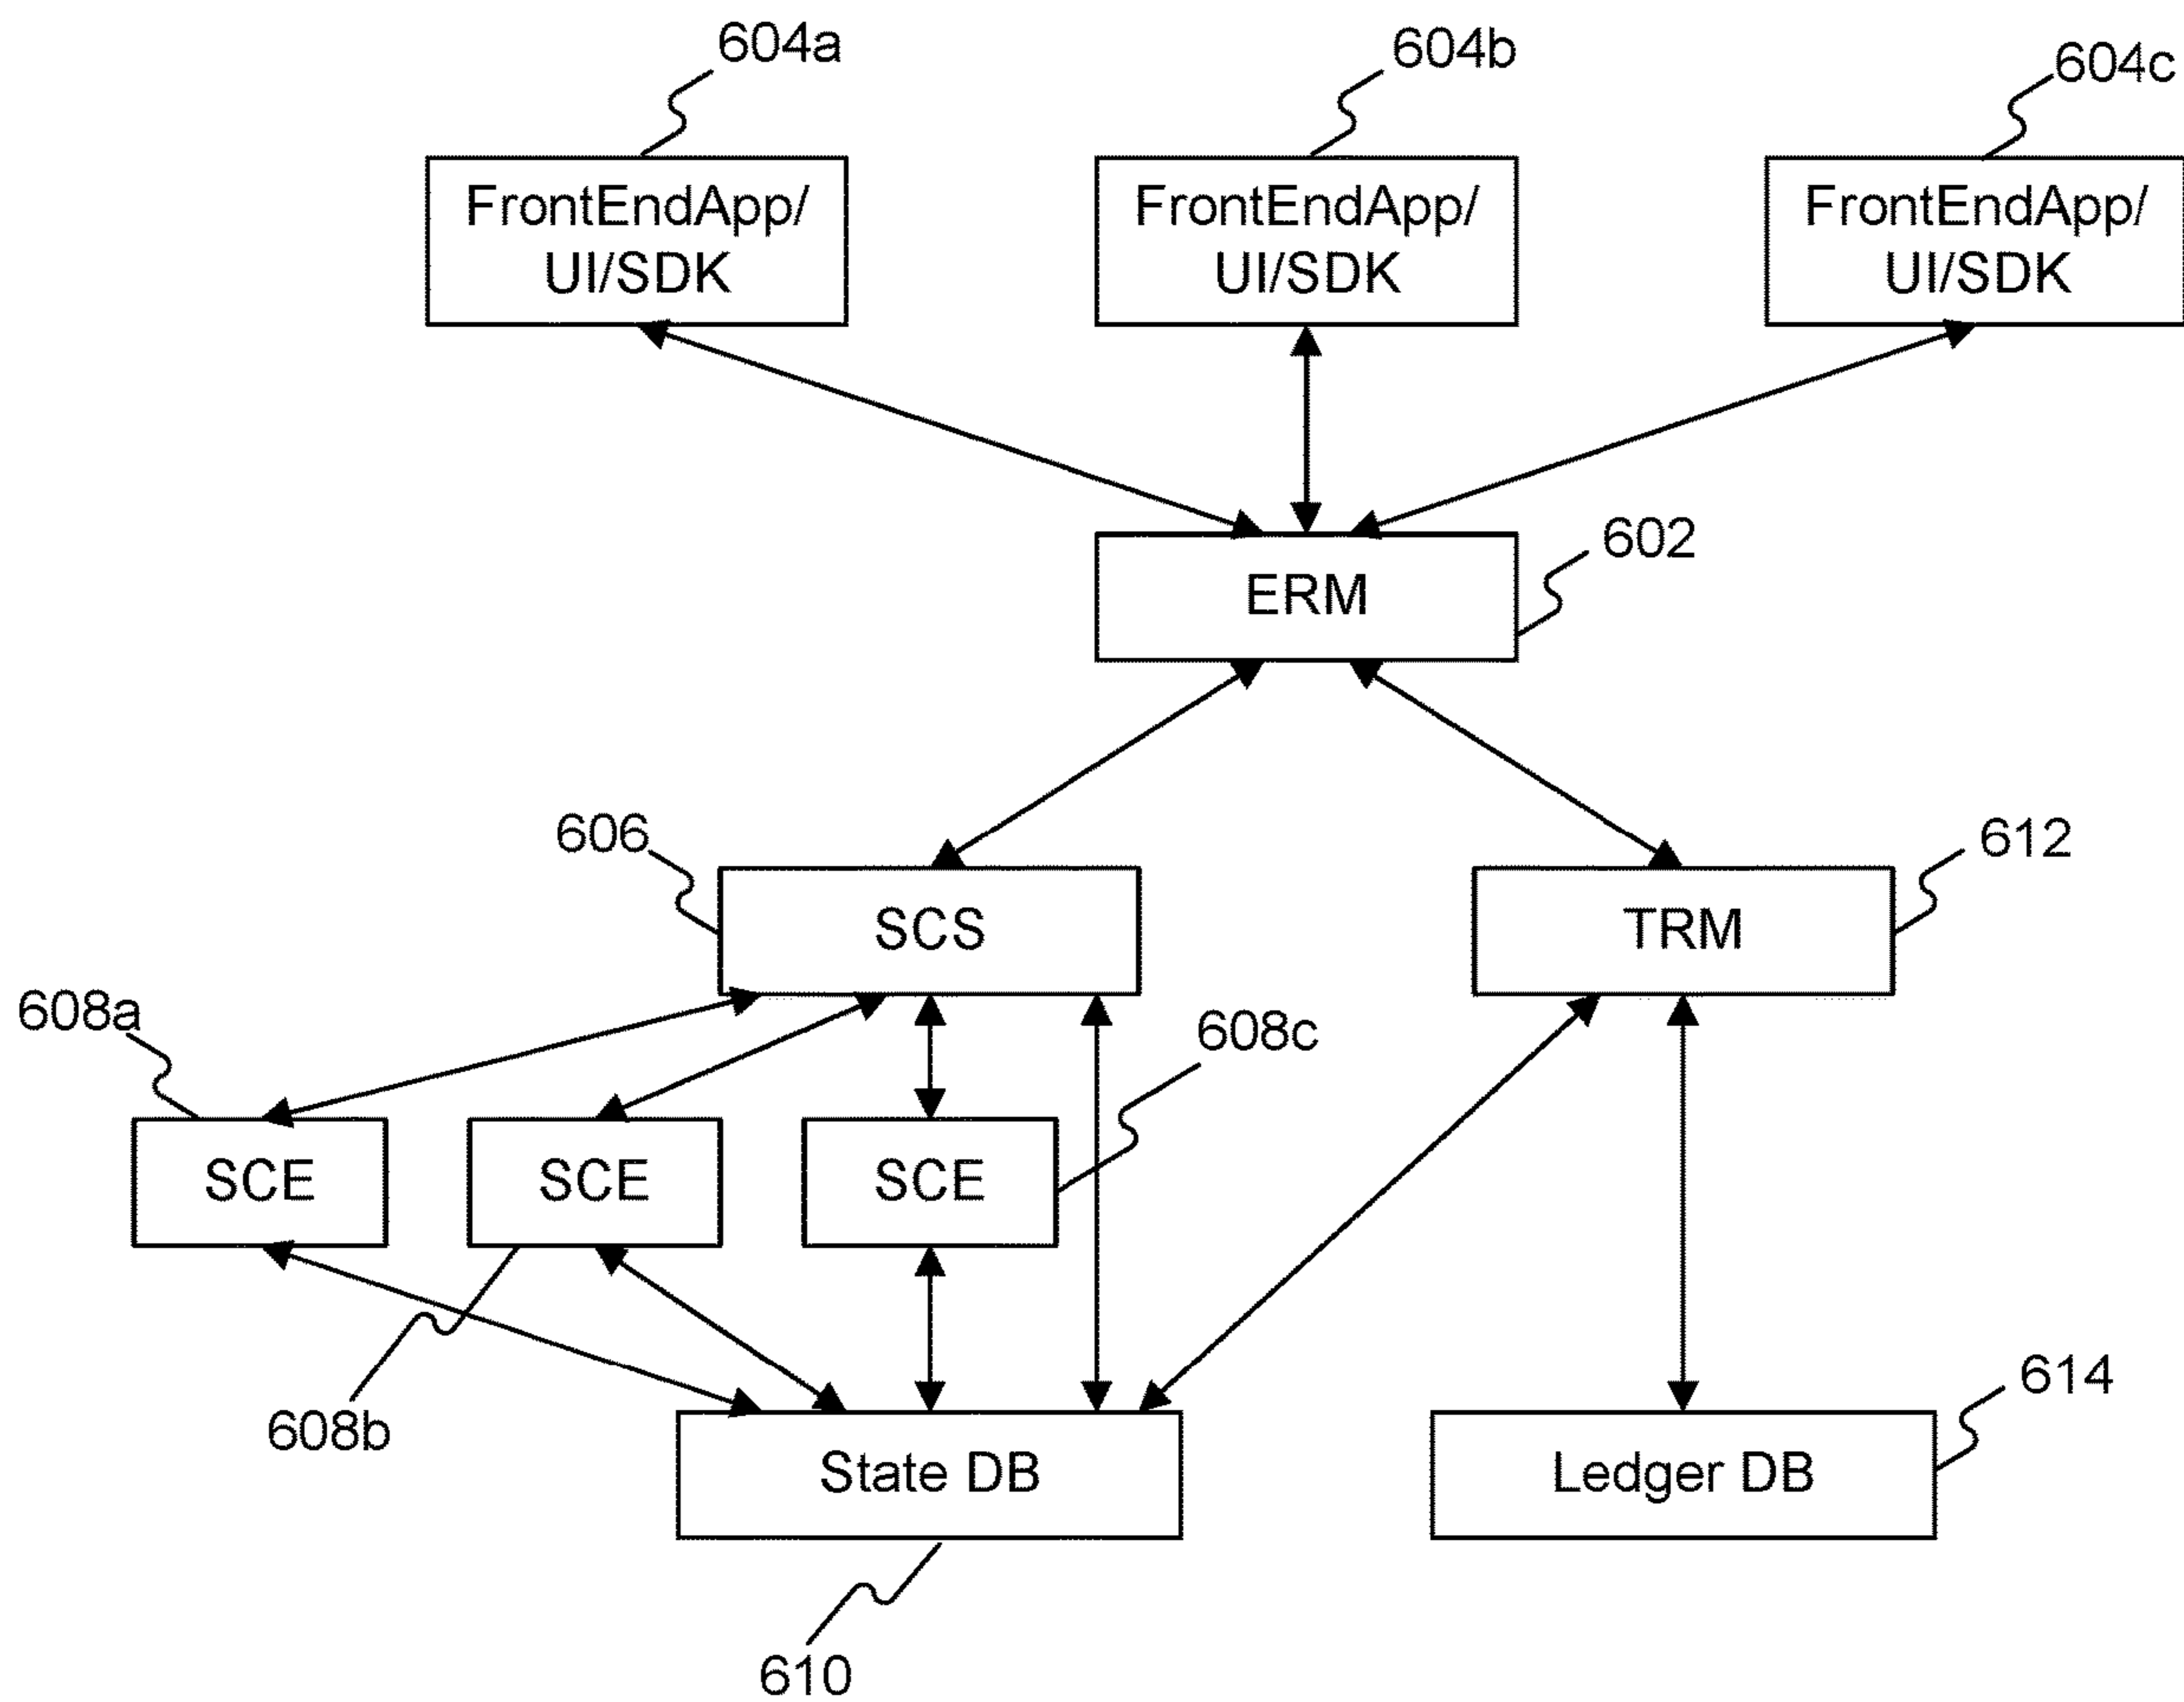 604a
604b
604c
FrontEndApp/
UI/SDK
FrontEndApp/
UI/SDK
FrontEndApp/
UI/SDK
602
ERM
606
612
SCS
TRM
608a
608c
SCE
SCE
SCE
608b
614
State DB
Ledger DB
610